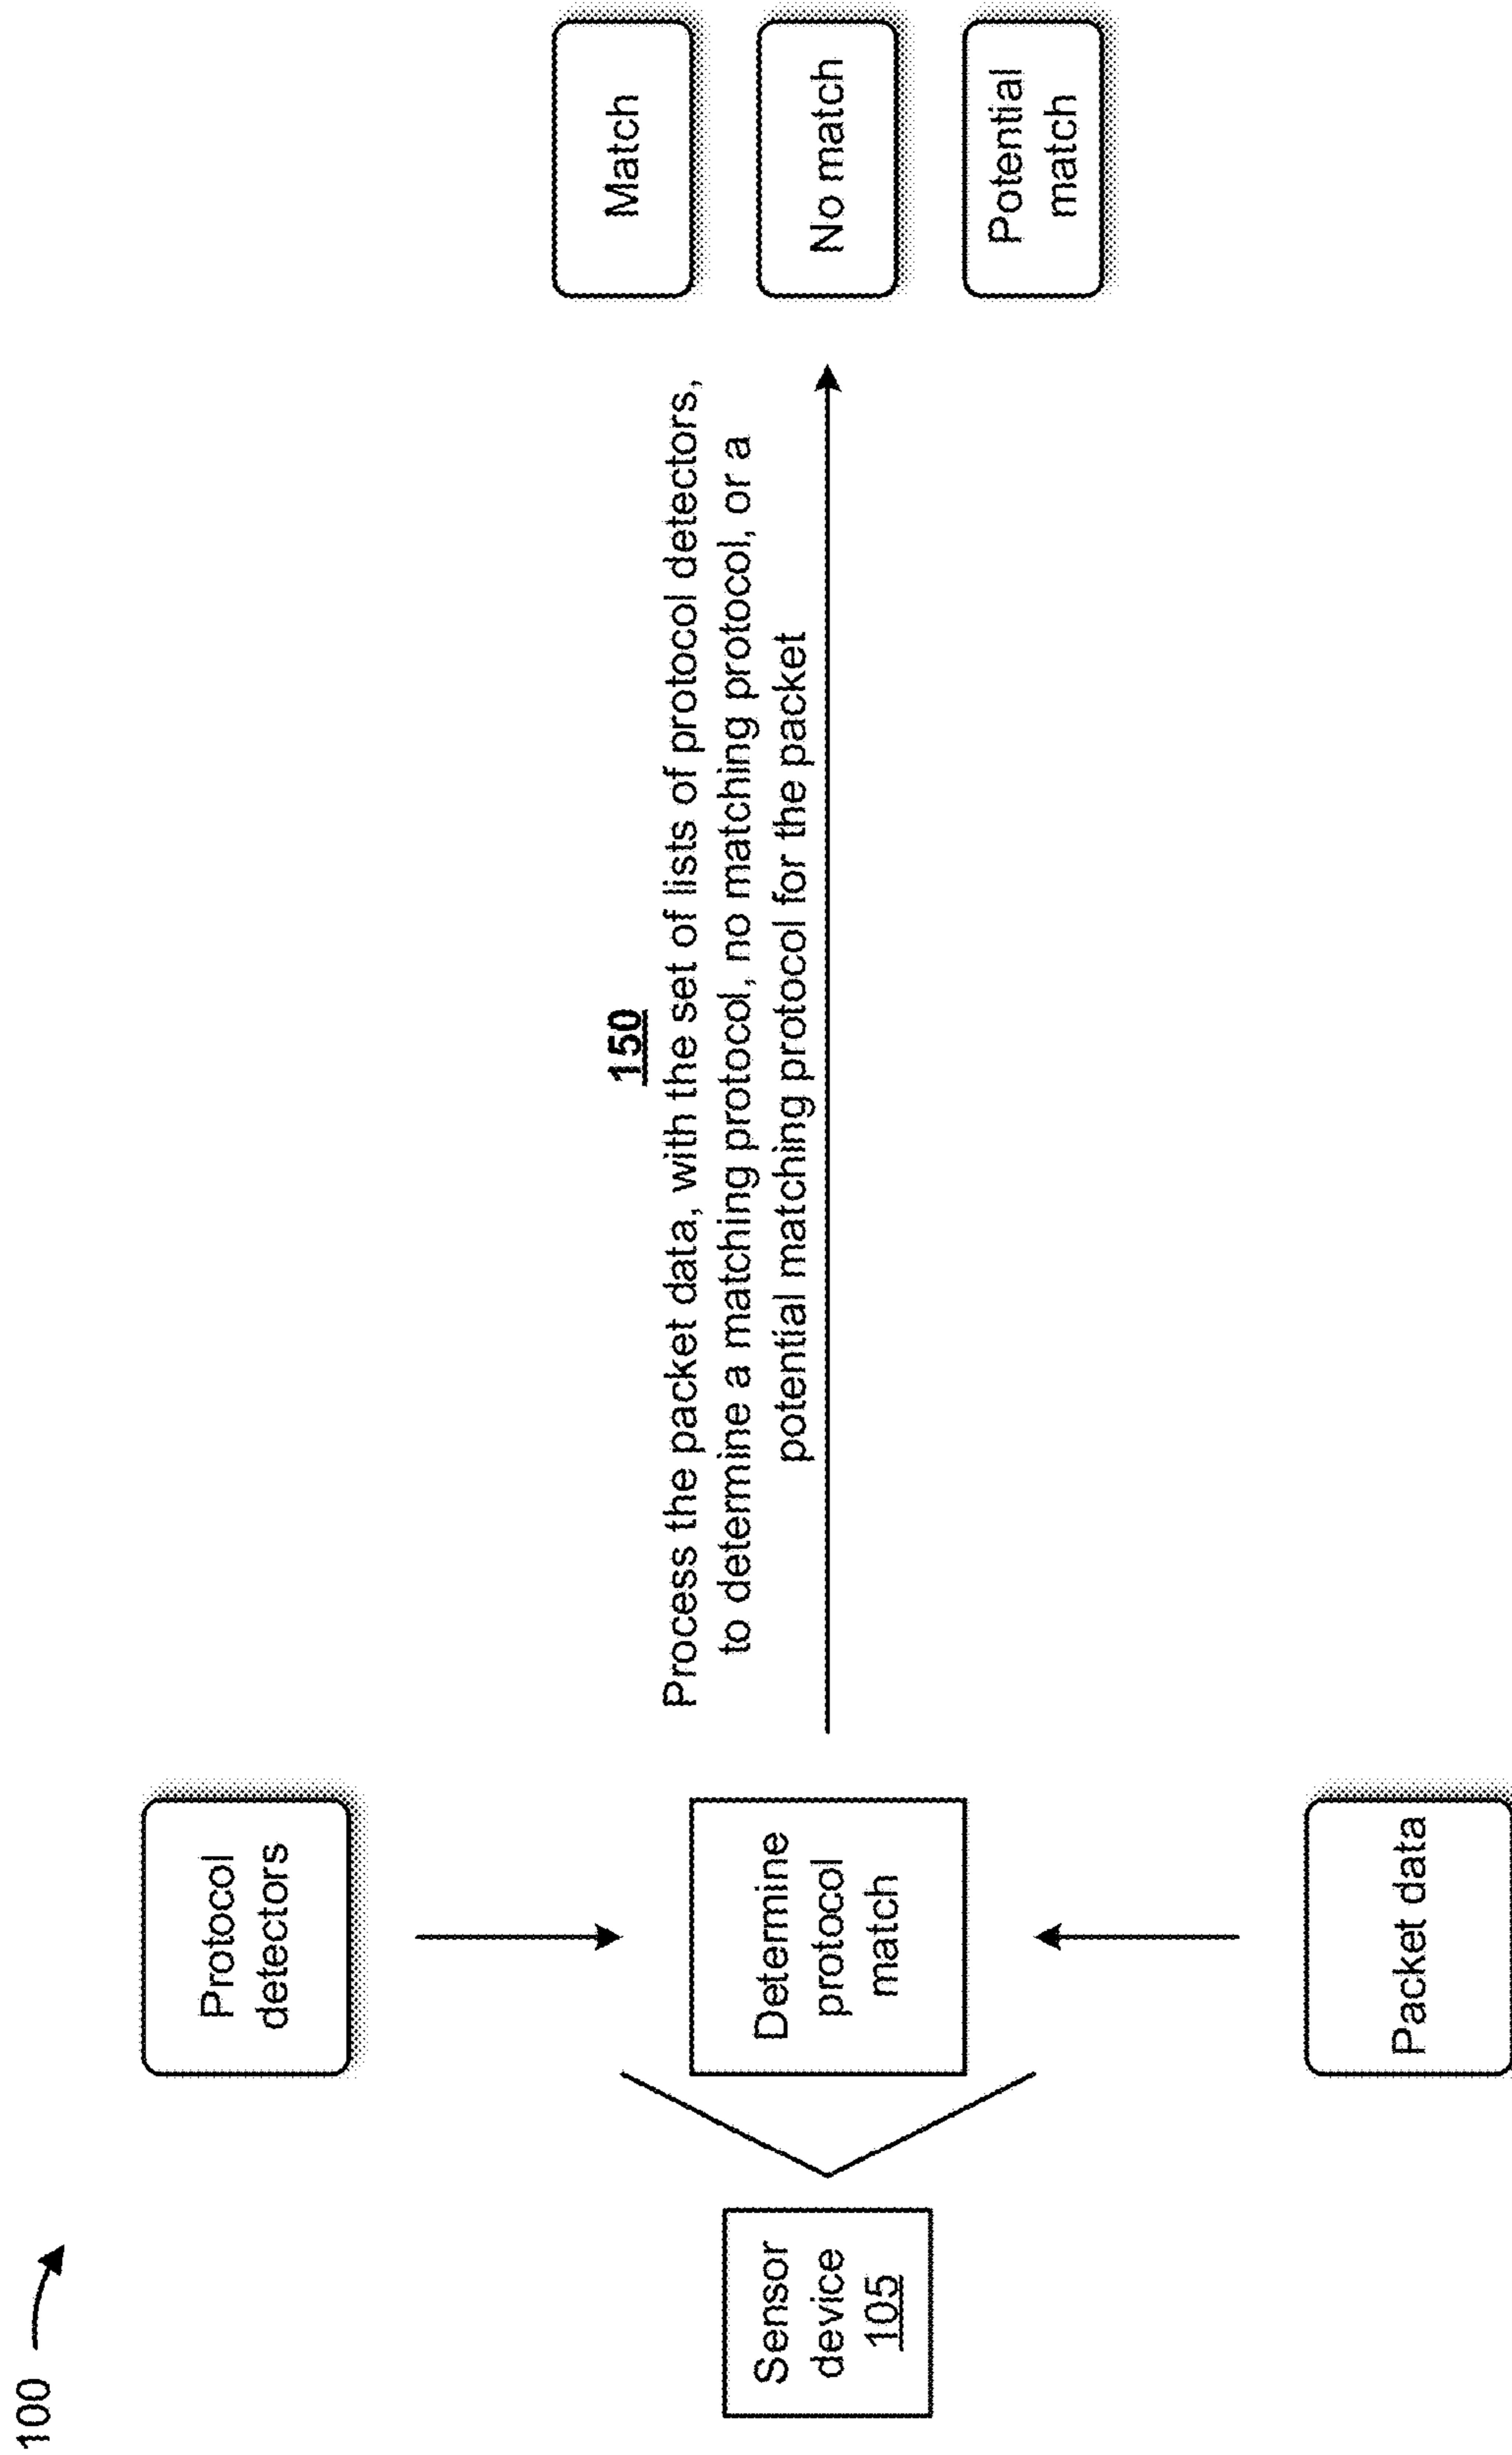 100
Protocol
detectors
Sensor
device
105
Determine
protocol
match
150
Process the packet data, with the set of lists of protocol detectors,
to determine a matching protocol, no matching protocol, or a
potential matching protocol for the packet
Match
No match
Potential
match
Packet data